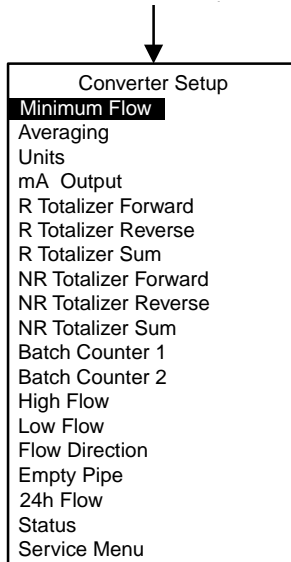 Converter Setup
Minimum Flow
Averaging
Units
mA Output
R Totalizer Forward
R Totalizer Reverse
R Totalizer Sum
NR Totalizer Forward
NR Totalizer Reverse
NR Totalizer Sum
Batch Counter 1
Batch Counter 2
High Flow
Low Flow
Flow Direction
Empty Pipe
24h Flow
Status
Service Menu